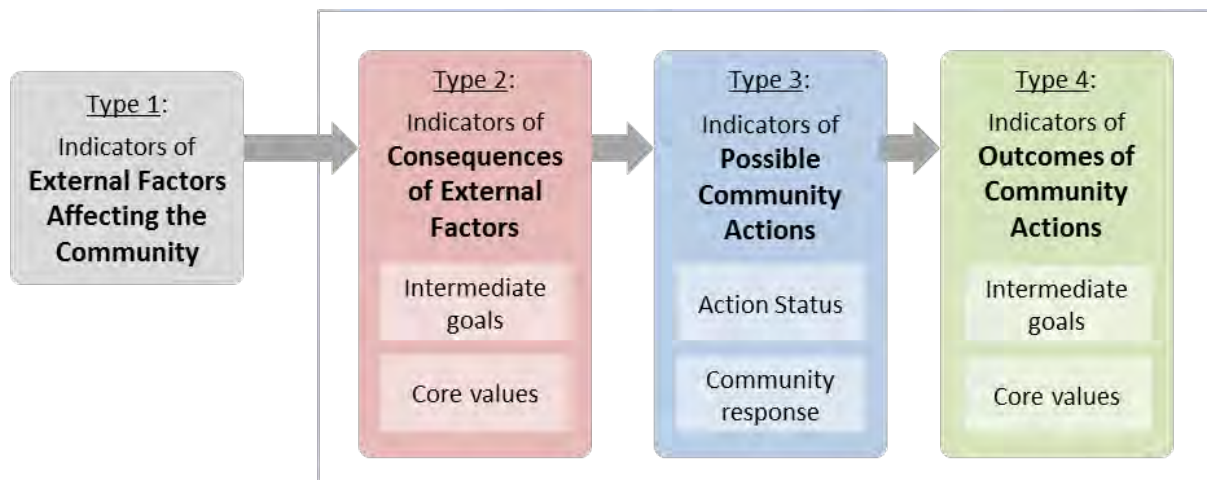 Type 1:
Indicators of
External Factors
Affecting the
Community
Type 2:
Indicators of
Consequences
of External
Factors
Intermediate
goals
Core values
Type 3:
Indicators of
Possible
Community
Actions
Action Status
Community
response
Type 4:
Indicators of
Outcomes of
Community
Actions
Intermediate
goals
Core values